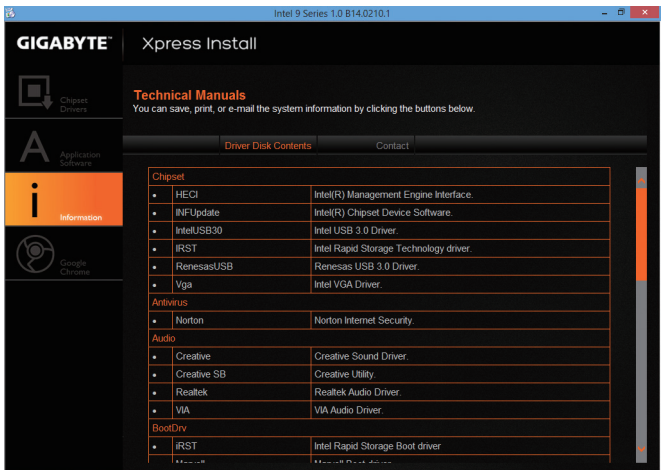 Intel 9 Series 1.0 B14.0210.1
GIGABYTE™
Xpress Install
Chipset
Drivers
Application
Software
Information
Google
Chrome
Technical Manuals
You can save, print, or e-mail the system information by clicking the buttons below.
Driver Disk Contents
Contact
Chipset
• HECI Intel(R) Management Engine Interface.
• INFUpdate Intel(R) Chipset Device Software.
• IntelUSB30 Intel USB 3.0 Driver.
• IRST Intel Rapid Storage Technology driver.
• RenesasUSB Renesas USB 3.0 Driver.
• Vga Intel VGA Driver.
Antivirus
• Norton Norton Internet Security.
Audio
• Creative Creative Sound Driver.
• Creative SB Creative Utility.
• Realtek Realtek Audio Driver.
• VIA VIA Audio Driver.
BootDrv
• iRST Intel Rapid Storage Boot driver